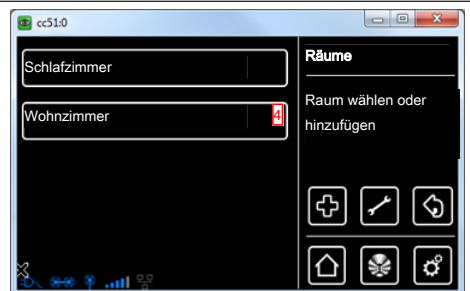 cc51:0
Schlafzimmer
Wohnzimmer
4
Räume
Raum wählen oder
hinzufügen